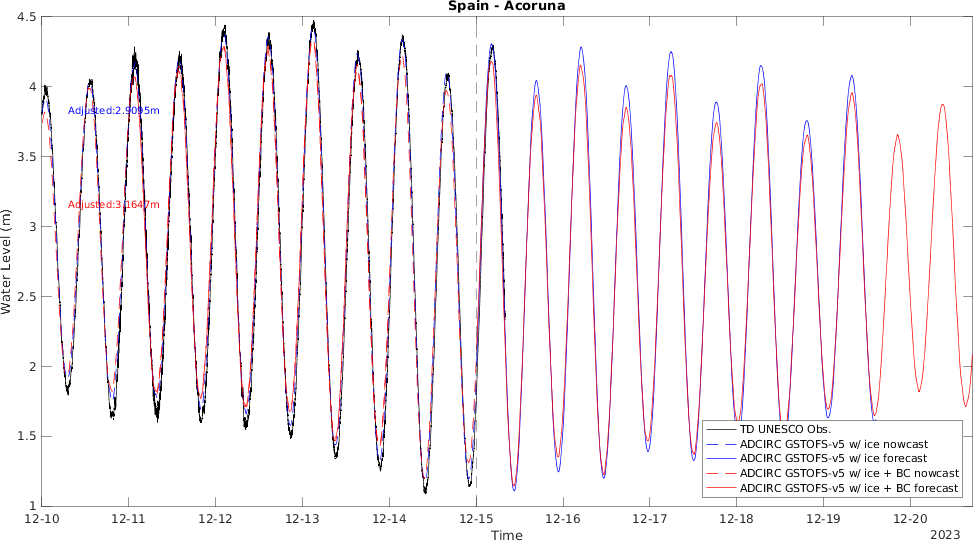 Spain - Acoruna
4.5
4
3.5
3
2.5
2
1.5
1
Water Level (m)
Adjusted:2.9095m
Adjusted:3.1647m
TD UNESCO Obs.
ADCIRC GSTOFS-v5 w/ ice nowcast
ADCIRC GSTOFS-v5 w/ ice forecast
ADCIRC GSTOFS-v5 w/ ice + BC nowcast
ADCIRC GSTOFS-v5 w/ ice + BC forecast
12-10 12-11 12-12 12-13 12-14 12-15 12-16 12-17 12-18 12-19 12-20
Time
2023